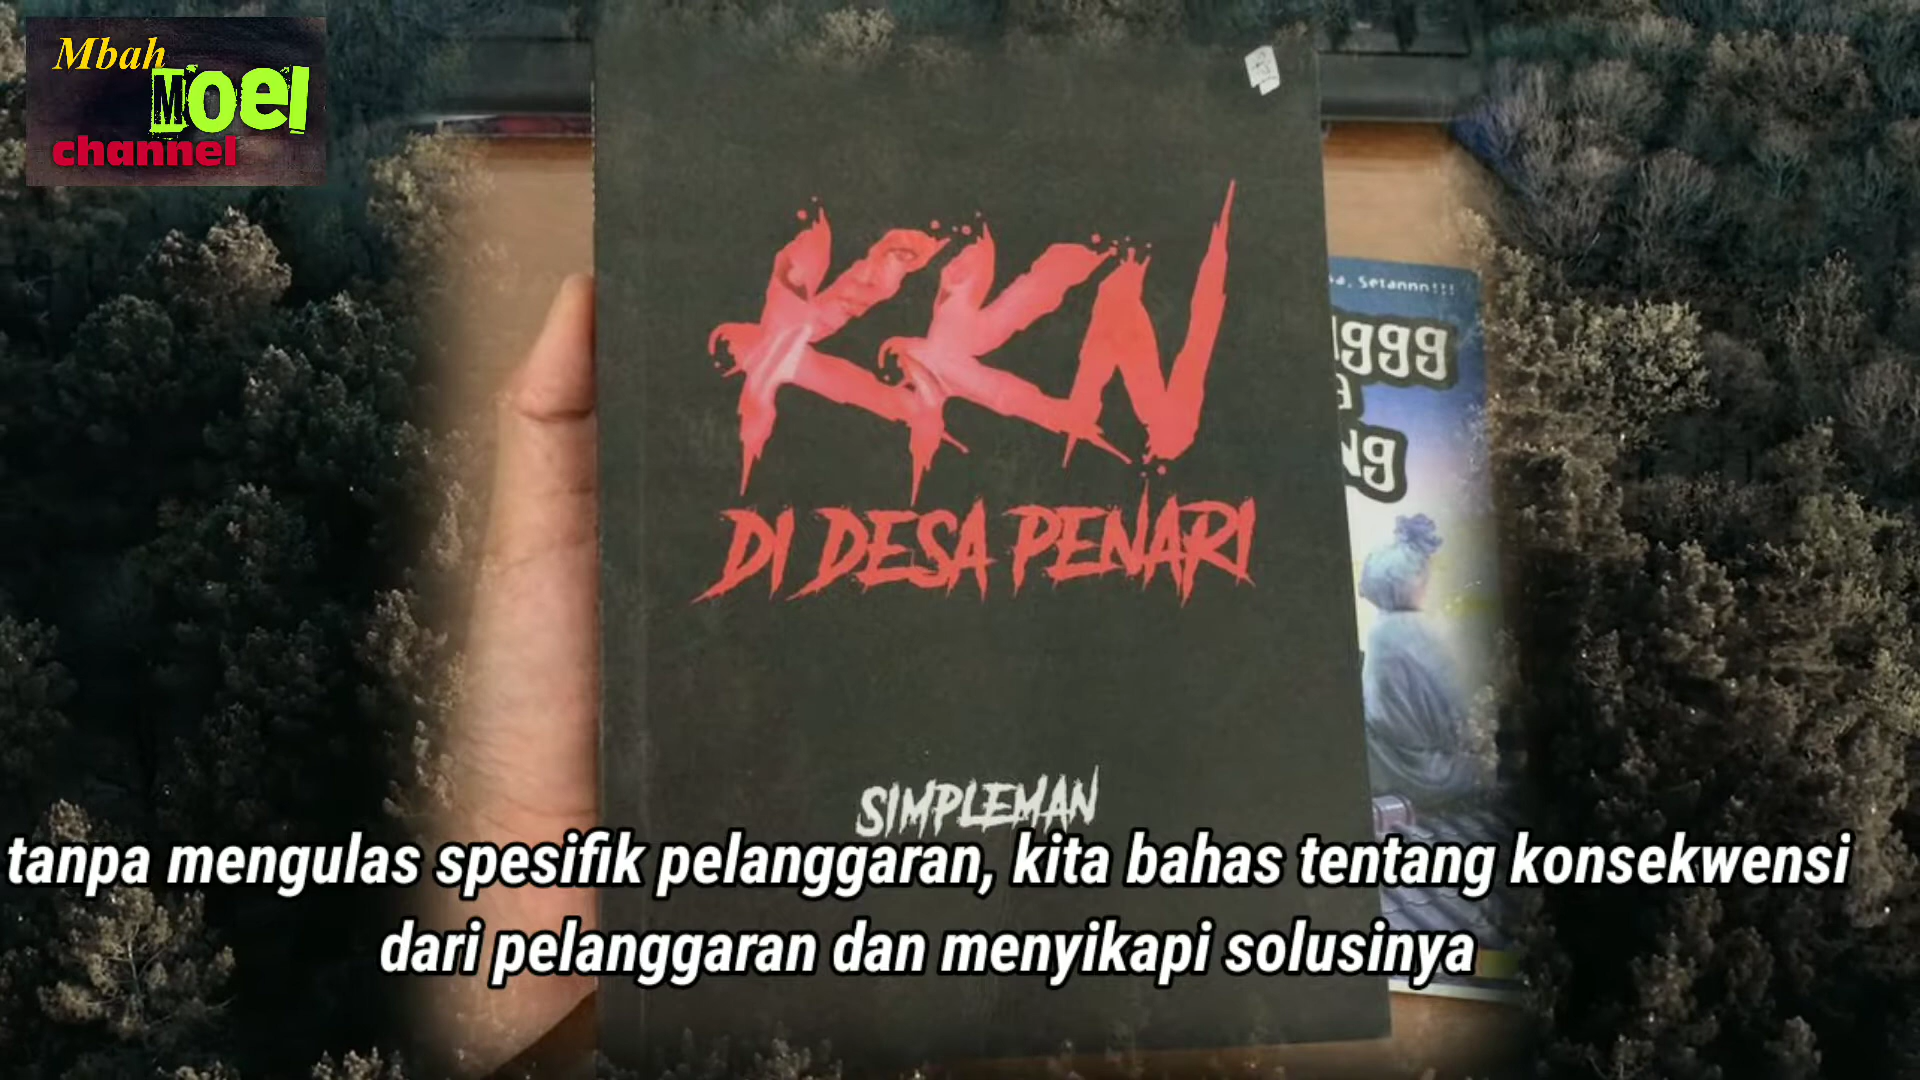 Mbah
Moel
channel
KKN
DI DESA PENARI
SIMPLEMAN
Setannn!!!
tanpa mengulas spesifik pelanggaran, kita bahas tentang konsekwensi
dari pelanggaran dan menyikapi solusinya